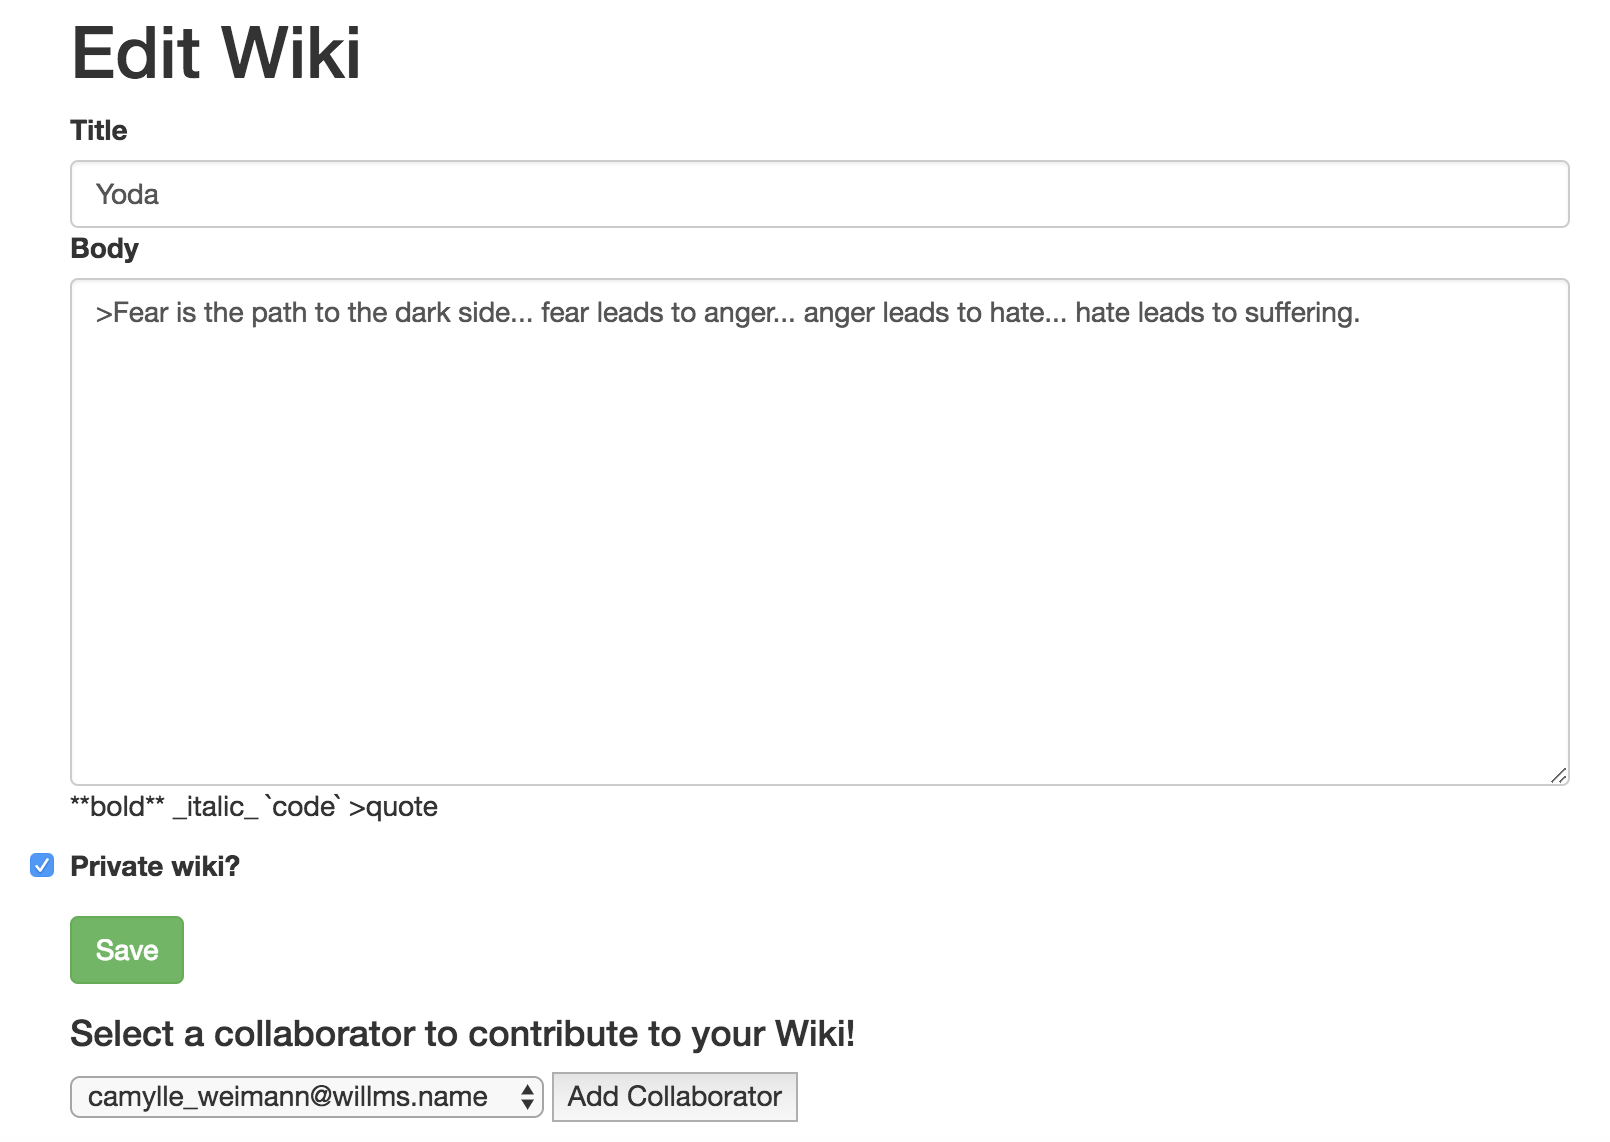 Edit Wiki
Title
Yoda
Body
>Fear is the path to the dark side... fear leads to anger... anger leads to hate... hate leads to suffering.
**bold** _italic_ `code` >quote
Private wiki?
Save
Select a collaborator to contribute to your Wiki!
camylle_weimann@willms.name Add Collaborator